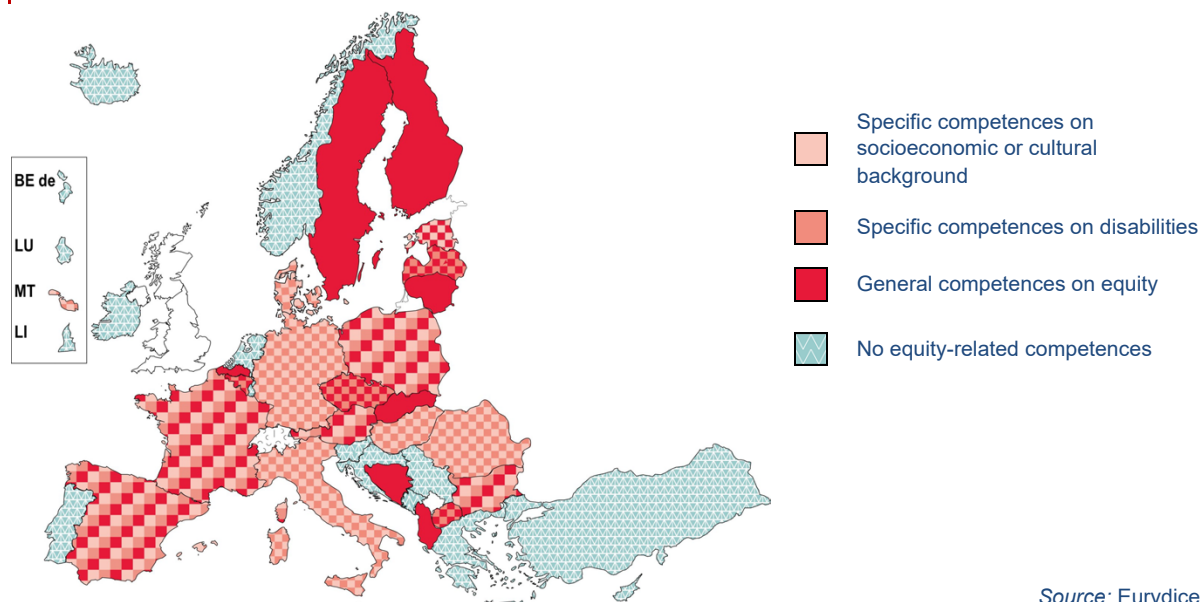 BE de
LU
MT
LI
Specific competences on
socioeconomic or cultural
background
Specific competences on disabilities
General competences on equity
No equity-related competences
Source: Eurydice